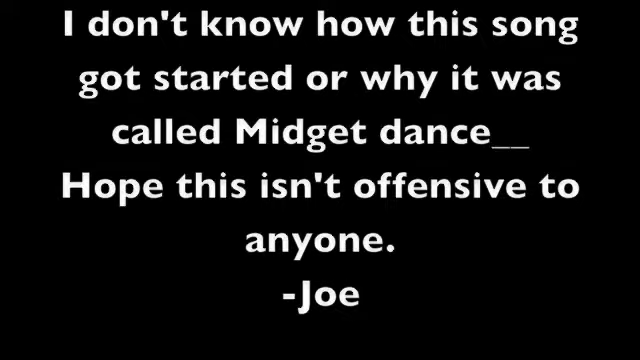 I don't know how this song
got started or why it was
called Midget dance__
Hope this isn't offensive to
anyone.
-Joe